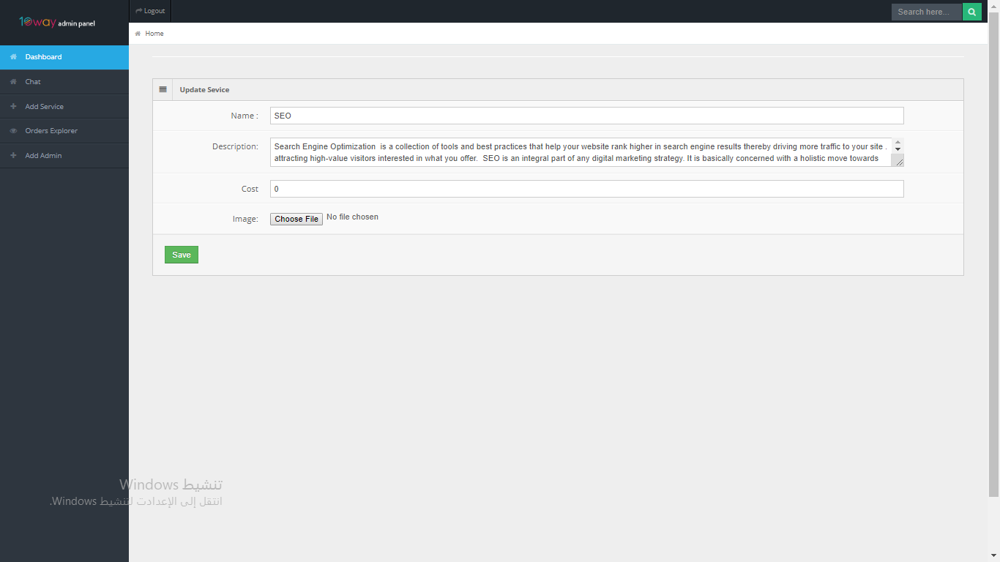 10way admin panel
Logout
Search here...
Home
Dashboard
Chat
Add Service
Orders Explorer
Add Admin
Update Sevice
Name :
SEO
Description:
Search Engine Optimization  is a collection of tools and best practices that help your website rank higher in search engine results thereby driving more traffic to your site .
attracting high-value visitors interested in what you offer.  SEO is an integral part of any digital marketing strategy. It is basically concerned with a holistic move towards
Cost
0
Image:
Choose File No file chosen
Save
تنشيط Windows
انتقل إلى الإعدادت لتنشيط Windows.